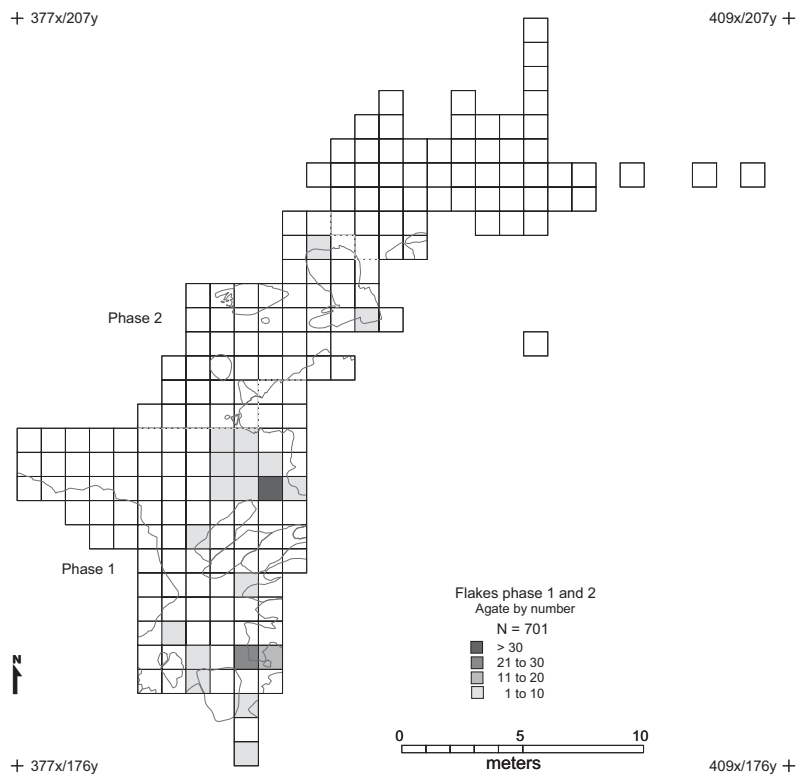 377x/207y
409x/207y
Phase 2
Phase 1
Flakes phase 1 and 2
Agate by number
N = 701
> 30
21 to 30
11 to 20
1 to 10
N
0 5 10
meters
377x/176y
409x/176y